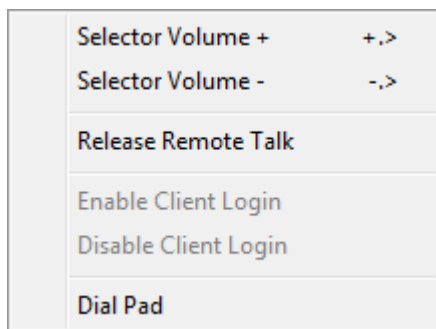 Selector Volume + +.>
Selector Volume - -.>
Release Remote Talk
Enable Client Login
Disable Client Login
Dial Pad